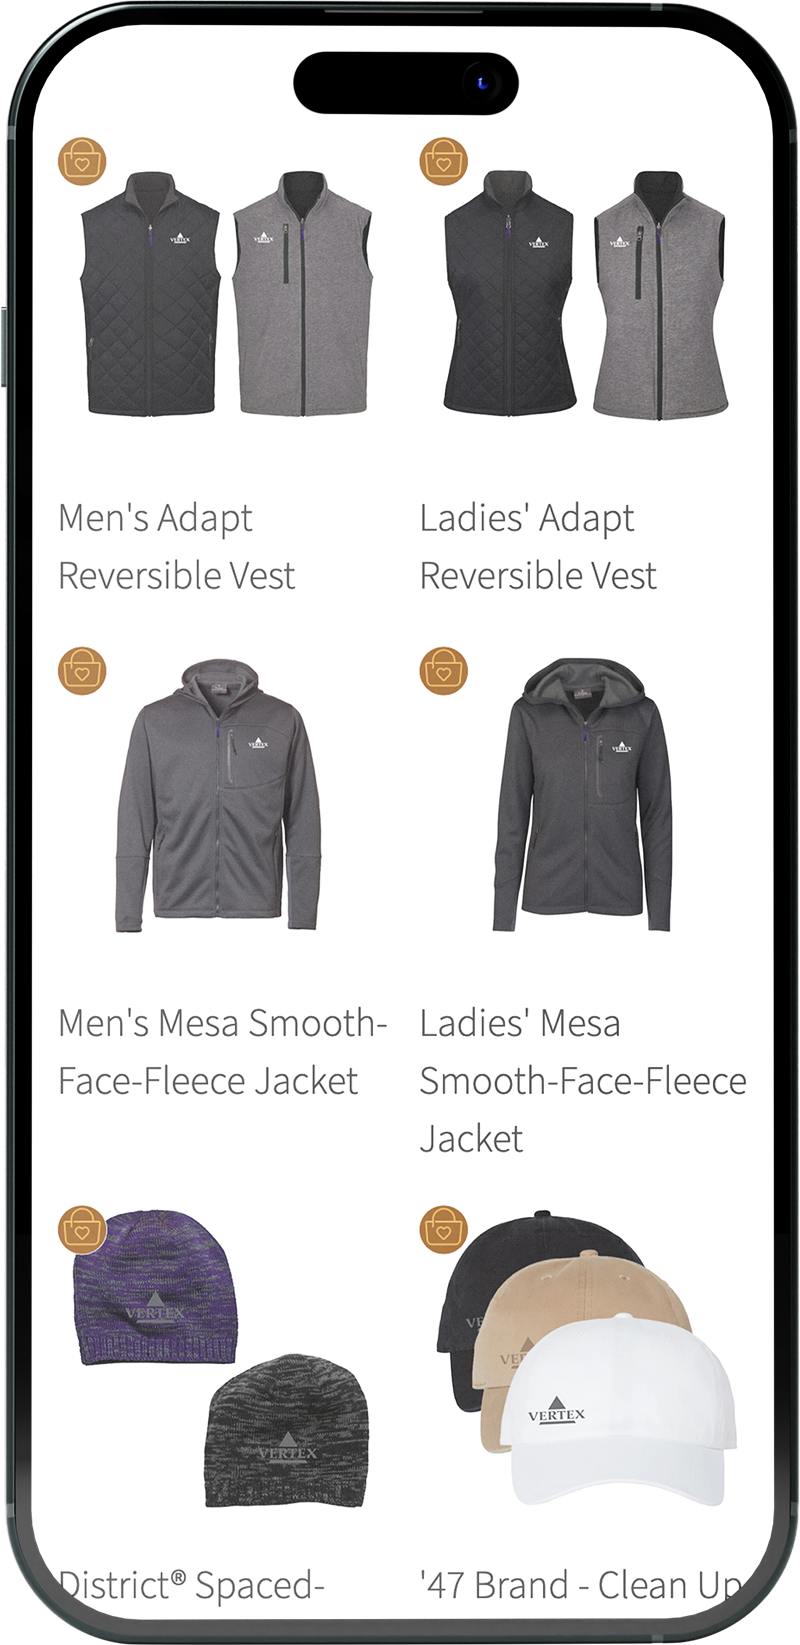 VERTEX
VERTEX
VERTEX
VERTEX
Men's Adapt
Reversible Vest
Ladies' Adapt
Reversible Vest
VERTEX
VERTEX
Men's Mesa Smooth-
Face-Fleece Jacket
Ladies' Mesa
Smooth-Face-Fleece
Jacket
VERTEX
VERTEX
VE
VE
VERTEX
District® Spaced-
'47 Brand - Clean Up